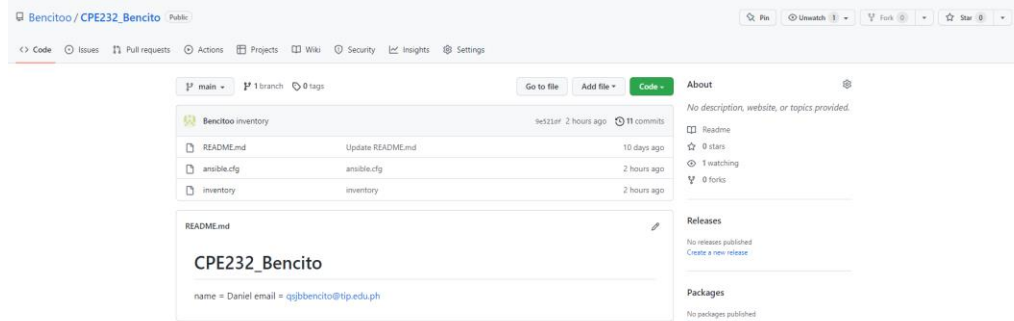 Bencitoo / CPE232_Bencito Public
Pin Unwatch 1 Fork 0 Star 0
Code Issues Pull requests Actions Projects Wiki Security Insights Settings
main 1 branch 0 tags Go to file Add file Code
Bencitoo inventory 9e521ef 2 hours ago 11 commits
README.md Update README.md 10 days ago
ansible.cfg ansible.cfg 2 hours ago
inventory inventory 2 hours ago
README.md
CPE232_Bencito
name = Daniel email = qsjbbencito@tip.edu.ph
About
No description, website, or topics provided.
Readme
0 stars
1 watching
0 forks
Releases
No releases published
Create a new release
Packages
No packages published